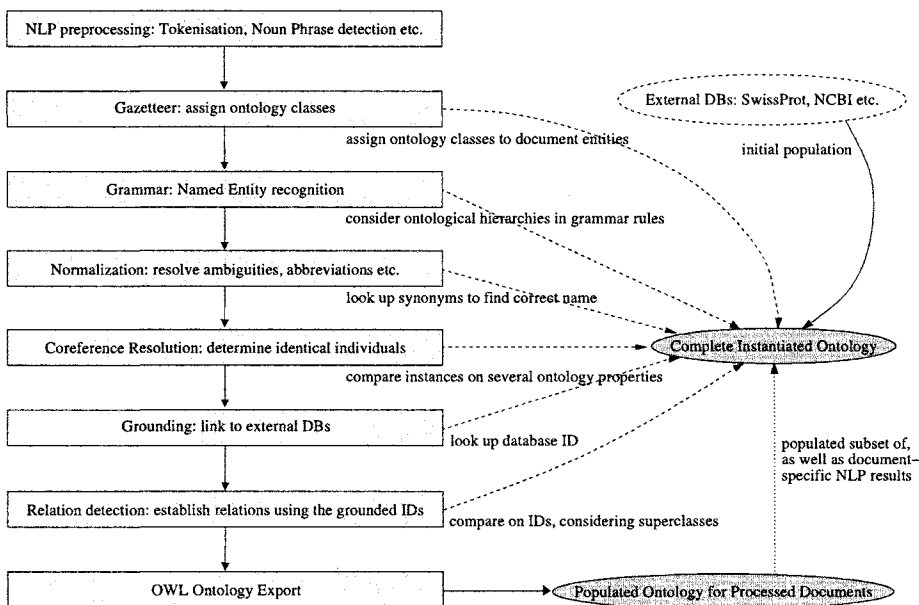 NLP preprocessing: Tokenisation, Noun Phrase detection etc.
Gazetteer: assign ontology classes
External DBs: SwissProt, NCBI etc.
assign ontology classes to document entities
initial population
Grammar: Named Entity recognition
consider ontological hierarchies in grammar rules
Normalization: resolve ambiguities, abbreviations etc.
look up synonyms to find correct name
Coreference Resolution: determine identical individuals
Complete Instantiated Ontology
compare instances on several ontology properties
Grounding: link to external DBs
look up database ID
populated subset of,
as well as document–
specific NLP results
Relation detection: establish relations using the grounded IDs
compare on IDs, considering superclasses
OWL Ontology Export
Populated Ontology for Processed Documents